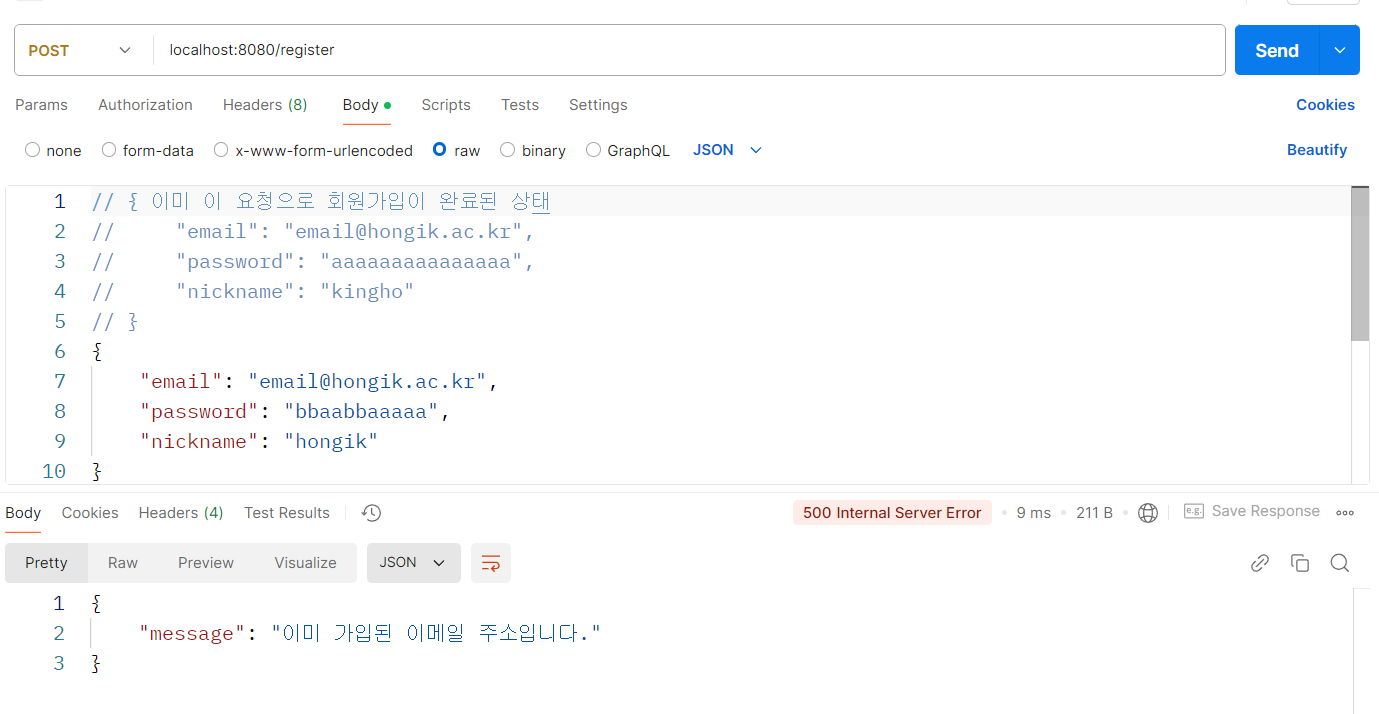 POST localhost:8080/register Send
Params Authorization Headers (8) Body Scripts Tests Settings Cookies
none form-data x-www-form-urlencoded raw binary GraphQL JSON Beautify
1 // { 이미 이 요청으로 회원가입이 완료된 상태
2 // "email": "email@hongik.ac.kr",
3 // "password": "aaaaaaaaaaaaaaa",
4 // "nickname": "kingho"
5 // }
6 {
7 "email": "email@hongik.ac.kr",
8 "password": "bbaabbaaaaa",
9 "nickname": "hongik"
10 }
Body Cookies Headers (4) Test Results 500 Internal Server Error 9 ms 211 B e.g. Save Response
Pretty Raw Preview Visualize JSON
1 {
2 "message": "이미 가입된 이메일 주소입니다."
3 }